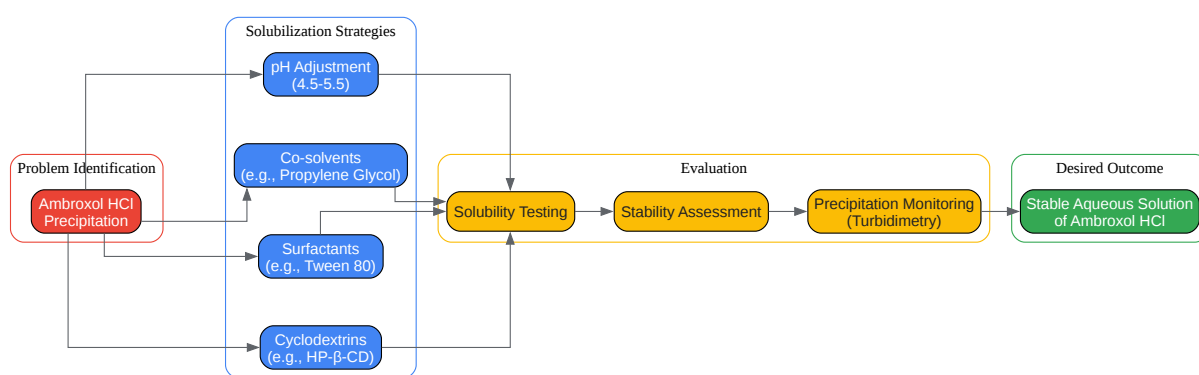 Solubilization Strategies
pH Adjustment
(4.5-5.5)
Problem Identification
Ambroxol HCl
Precipitation
Co-solvents
(e.g., Propylene Glycol)
Surfactants
(e.g., Tween 80)
Cyclodextrins
(e.g., HP-β-CD)
Evaluation
Solubility Testing
Stability Assessment
Precipitation Monitoring
(Turbidimetry)
Desired Outcome
Stable Aqueous Solution
of Ambroxol HCl